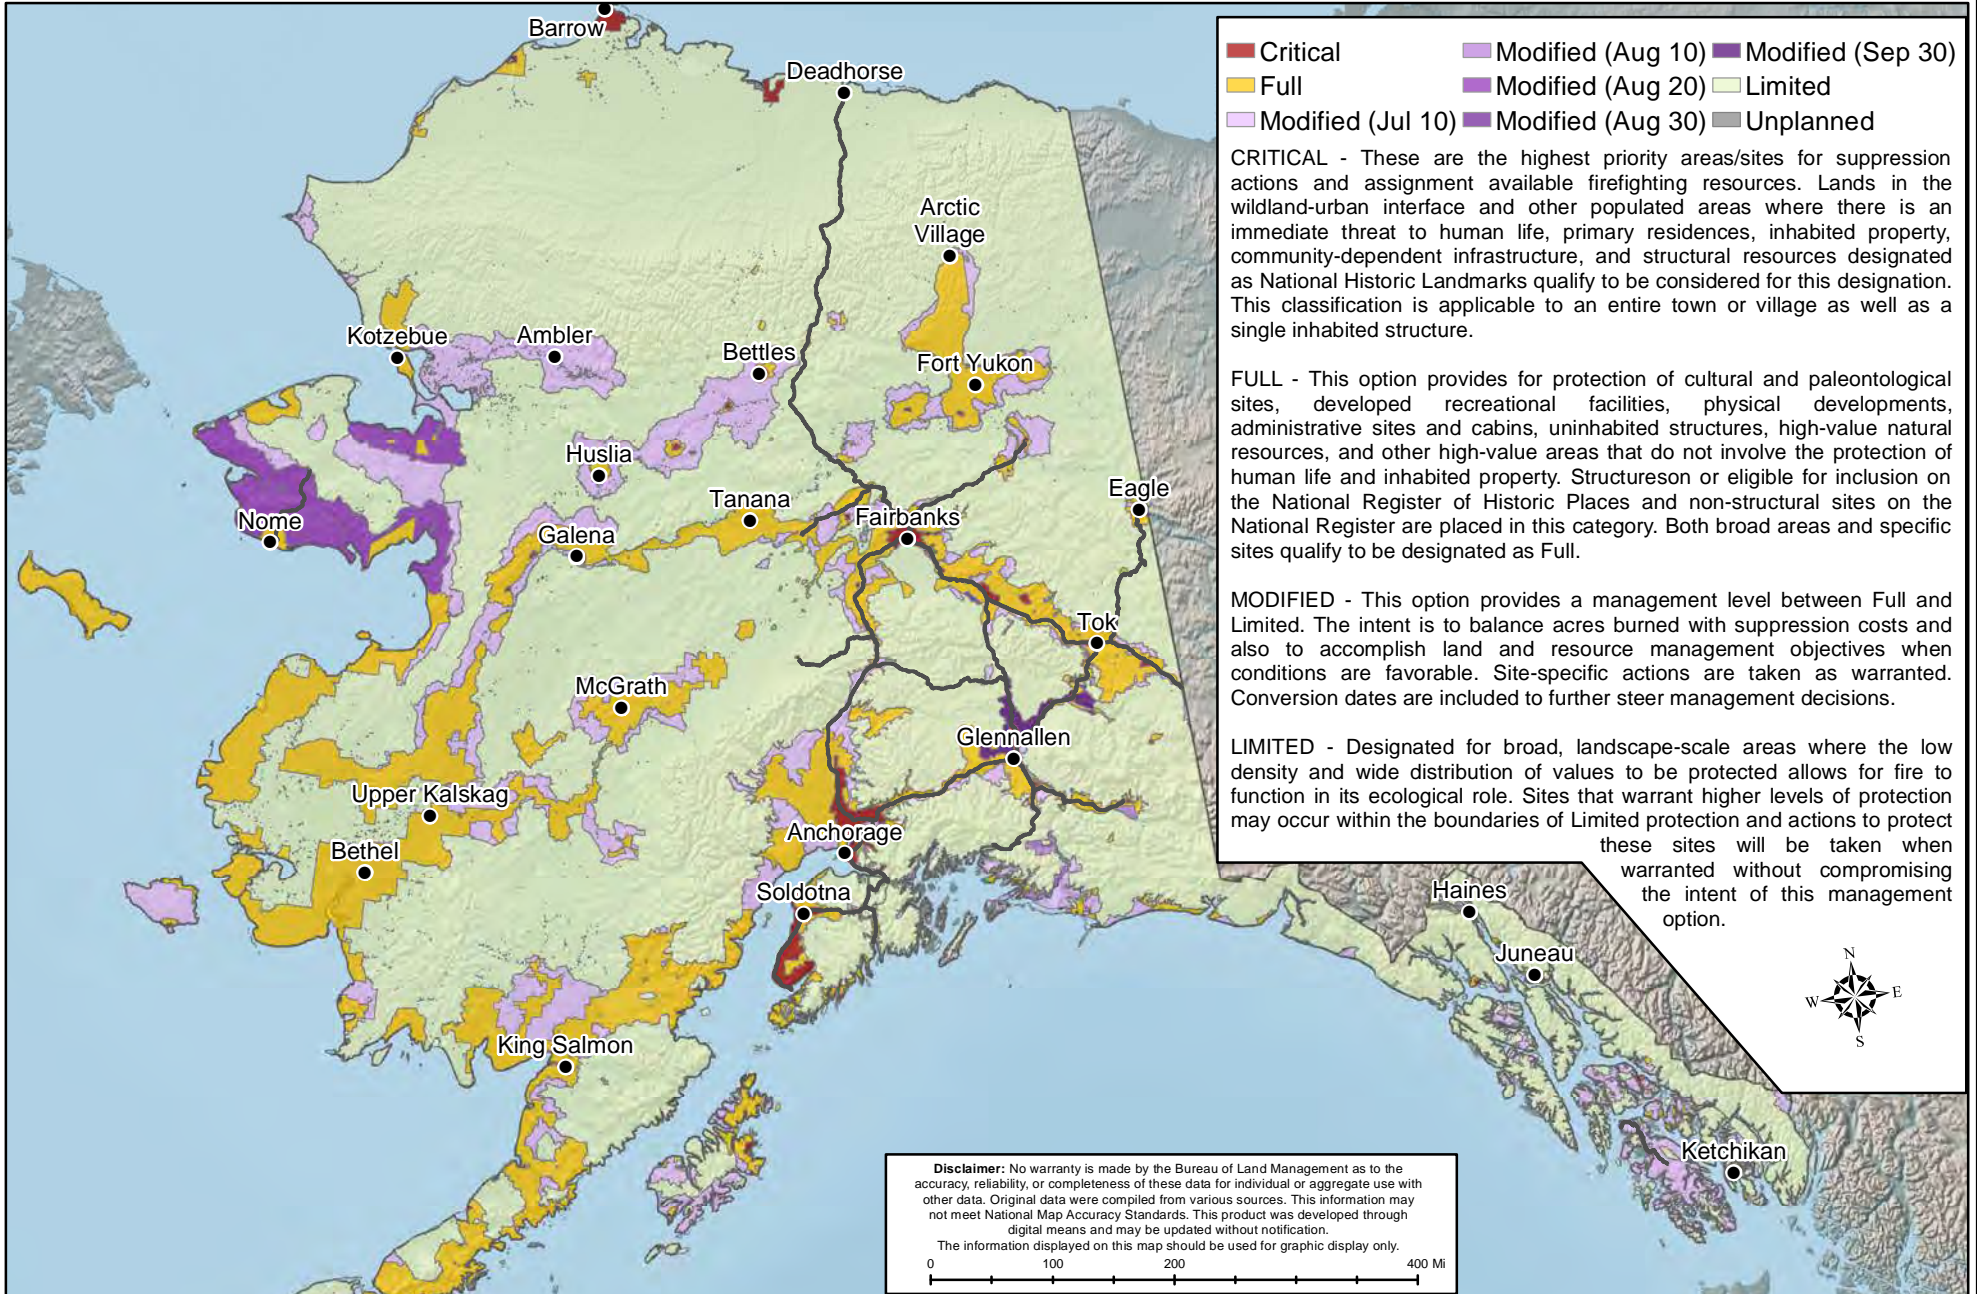 Barrow
Deadhorse
Arctic
Village
Kotzebue
Ambler
Bettles
Fort Yukon
Huslia
Tanana
Eagle
Nome
Galena
Fairbanks
Tok
McGrath
Glennallen
Upper Kalskag
Anchorage
Bethel
Soldotna
Haines
Juneau
King Salmon
Ketchikan
Critical
Full
Modified (Jul 10)
Modified (Aug 10)
Modified (Aug 20)
Modified (Aug 30)
Modified (Sep 30)
Limited
Unplanned
CRITICAL - These are the highest priority areas/sites for suppression
actions and assignment available firefighting resources. Lands in the
wildland-urban interface and other populated areas where there is an
immediate threat to human life, primary residences, inhabited property,
community-dependent infrastructure, and structural resources designated
as National Historic Landmarks qualify to be considered for this designation.
This classification is applicable to an entire town or village as well as a
single inhabited structure.
FULL - This option provides for protection of cultural and paleontological
sites, developed recreational facilities, physical developments,
administrative sites and cabins, uninhabited structures, high-value natural
resources, and other high-value areas that do not involve the protection of
human life and inhabited property. Structureson or eligible for inclusion on
the National Register of Historic Places and non-structural sites on the
National Register are placed in this category. Both broad areas and specific
sites qualify to be designated as Full.
MODIFIED - This option provides a management level between Full and
Limited. The intent is to balance acres burned with suppression costs and
also to accomplish land and resource management objectives when
conditions are favorable. Site-specific actions are taken as warranted.
Conversion dates are included to further steer management decisions.
LIMITED - Designated for broad, landscape-scale areas where the low
density and wide distribution of values to be protected allows for fire to
function in its ecological role. Sites that warrant higher levels of protection
may occur within the boundaries of Limited protection and actions to protect
these sites will be taken when
warranted without compromising
the intent of this management
option.
N
W E
S
Disclaimer: No warranty is made by the Bureau of Land Management as to the
accuracy, reliability, or completeness of these data for individual or aggregate use with
other data. Original data were compiled from various sources. This information may
not meet National Map Accuracy Standards. This product was developed through
digital means and may be updated without notification.
The information displayed on this map should be used for graphic display only.
0 100 200 400 Mi